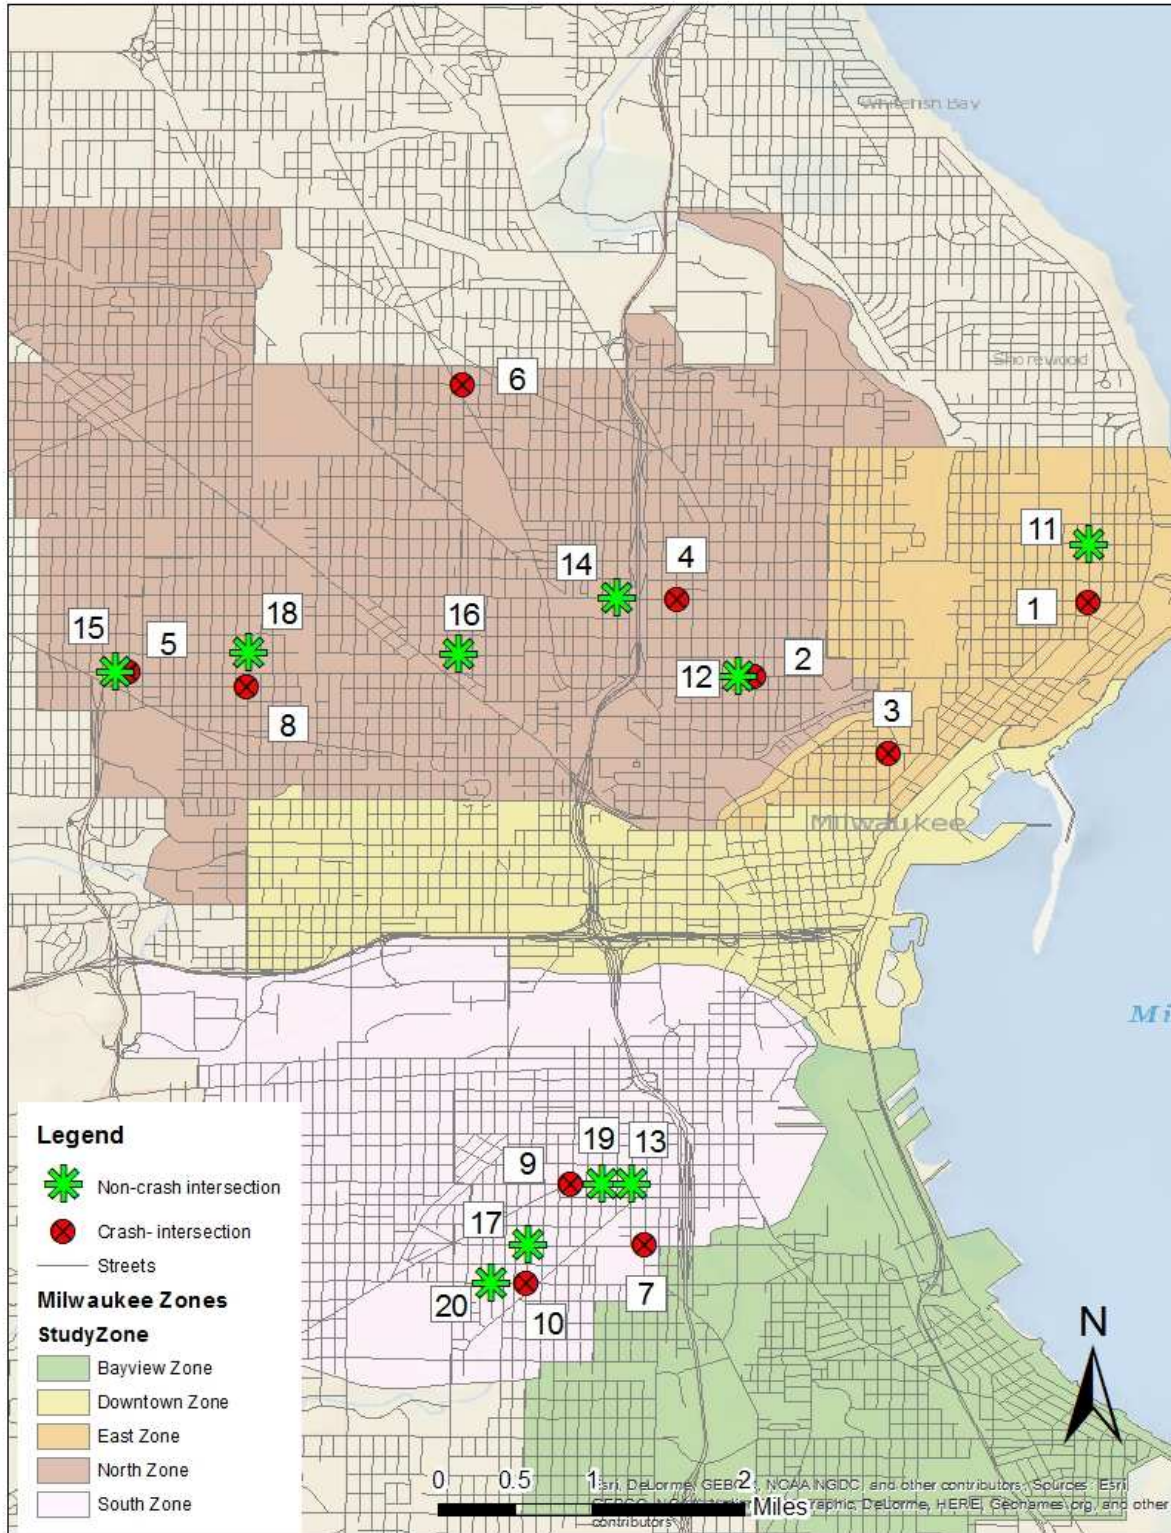 Whitefish Bay
Shorewood
6
11
14
4
1
18
16
15
5
2
12
8
3
Milwaukee
Mi
19
13
9
17
7
20
10
Legend
Non-crash intersection
Crash- intersection
Streets
Milwaukee Zones
StudyZone
Bayview Zone
Downtown Zone
East Zone
North Zone
South Zone
N
0 0.5 1 2
Miles
Esri, DeLorme, GEBCO, NOAA NGDC, and other contributors, Sources: Esri,
GEBCO, DeLorme, HERE, Geonames.org, and other
contributors